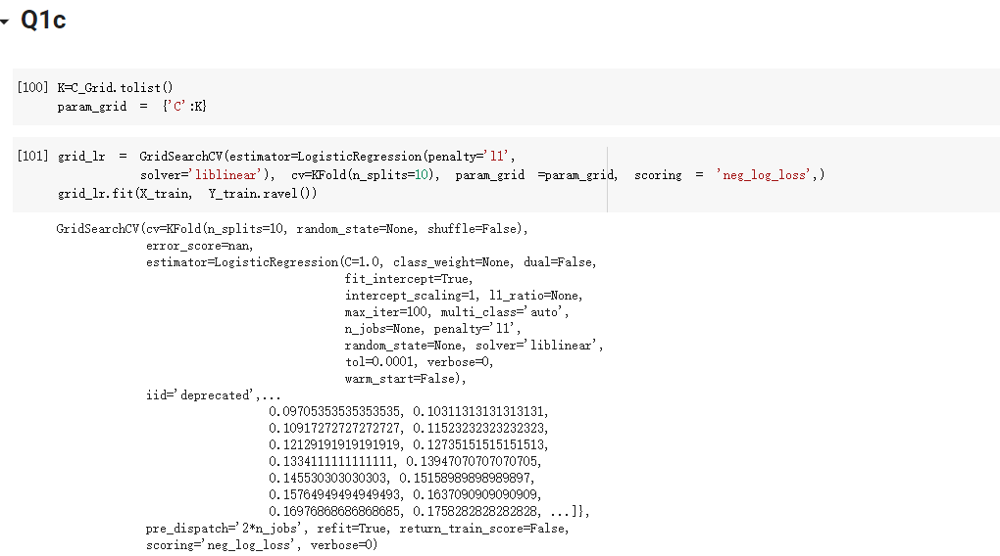 Q1c
[100] K=C_Grid.tolist()
param_grid = {'C':K}
[101] grid_lr = GridSearchCV(estimator=LogisticRegression(penalty='l1',
solver='liblinear'), cv=KFold(n_splits=10), param_grid =param_grid, scoring = 'neg_log_loss',)
grid_lr.fit(X_train, Y_train.ravel())
GridSearchCV(cv=KFold(n_splits=10, random_state=None, shuffle=False),
error_score=nan,
estimator=LogisticRegression(C=1.0, class_weight=None, dual=False,
fit_intercept=True,
intercept_scaling=1, l1_ratio=None,
max_iter=100, multi_class='auto',
n_jobs=None, penalty='l1',
random_state=None, solver='liblinear',
tol=0.0001, verbose=0,
warm_start=False),
iid='deprecated',...
0.09705353535353535, 0.10311313131313131,
0.10917272727272727, 0.11523232323232323,
0.12129191919191919, 0.12735151515151513,
0.1334111111111111, 0.13947070707070705,
0.145530303030303, 0.15158989898989897,
0.15764949494949493, 0.1637090909090909,
0.16976868686868685, 0.1758282828282828, ...]},
pre_dispatch='2*n_jobs', refit=True, return_train_score=False,
scoring='neg_log_loss', verbose=0)